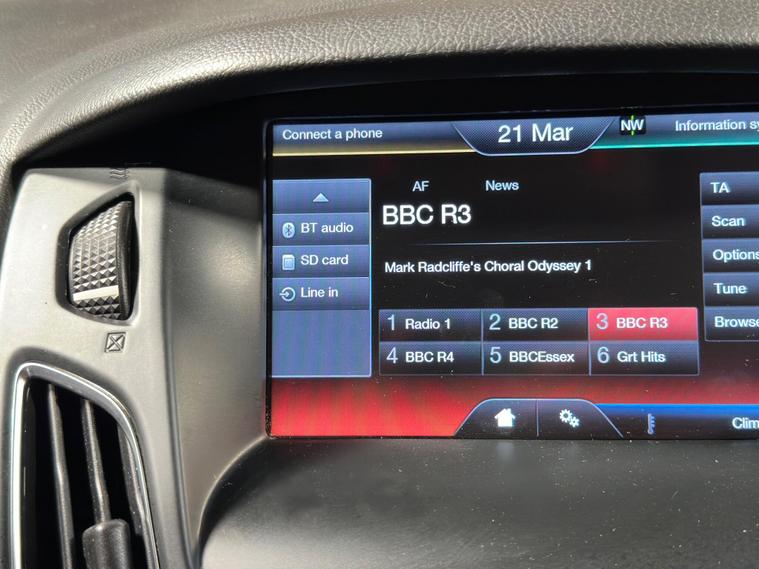 Connect a phone
21 Mar
NW
Information sy
AF
News
BBC R3
Mark Radcliffe's Choral Odyssey 1
BT audio
SD card
Line in
TA
Scan
Options
Tune
Browse
1 Radio 1
2 BBC R2
3 BBC R3
4 BBC R4
5 BBCEssex
6 Grt Hits
Clim